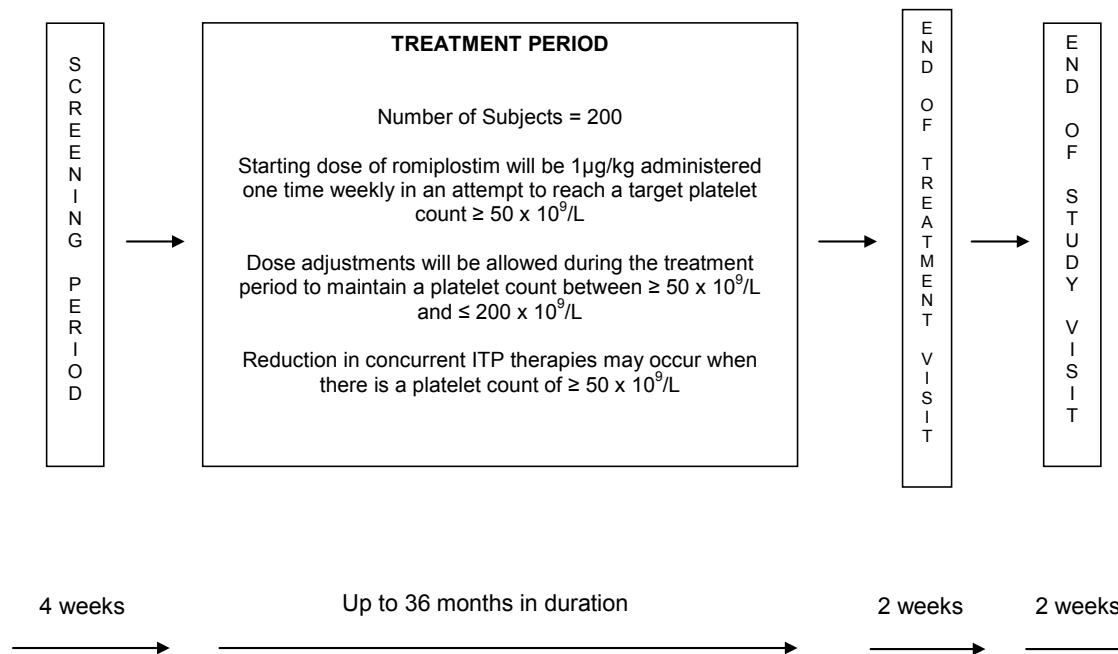 SCREENING PERIOD
TREATMENT PERIOD
Number of Subjects = 200
Starting dose of romiplostim will be 1µg/kg administered
one time weekly in an attempt to reach a target platelet
count ≥ 50 x 10⁹/L
Dose adjustments will be allowed during the treatment
period to maintain a platelet count between ≥ 50 x 10⁹/L
and ≤ 200 x 10⁹/L
Reduction in concurrent ITP therapies may occur when
there is a platelet count of ≥ 50 x 10⁹/L
END OF TREATMENT VISIT
END OF STUDY VISIT
4 weeks
Up to 36 months in duration
2 weeks
2 weeks